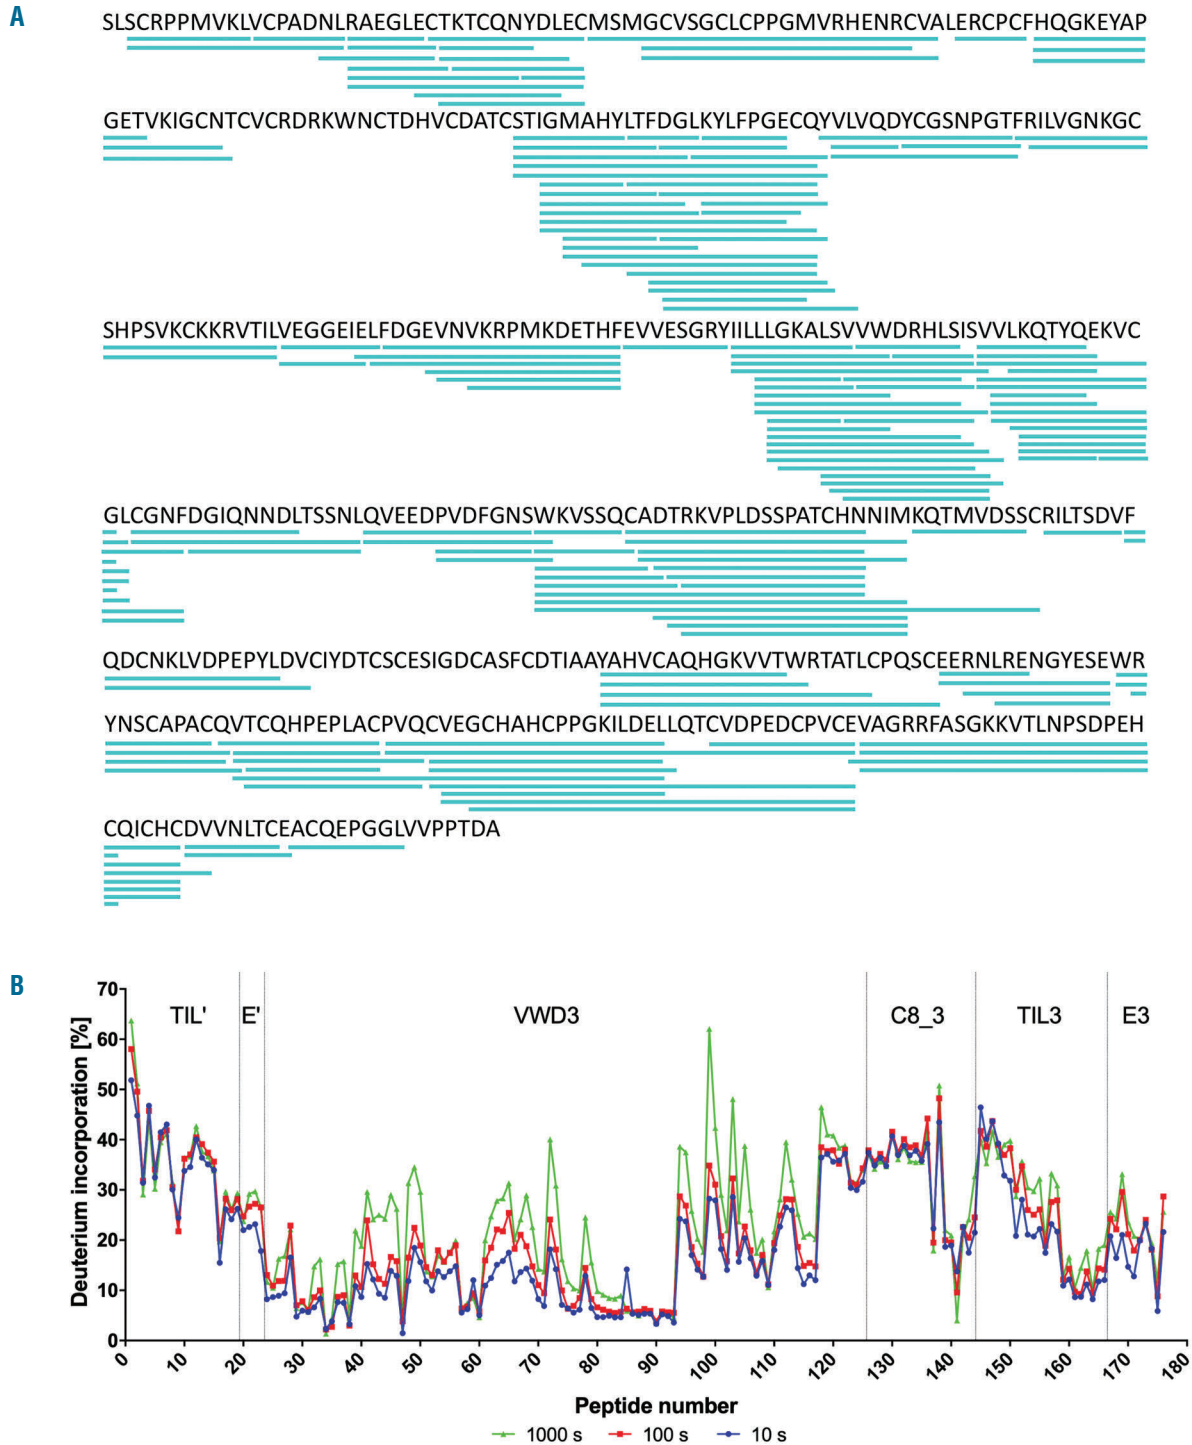 A
SLSCRPPMVKLVCPADNLRAEGLECTKTCQNYDLECMSMGCVSGCLCPPGMVRHENRCVALERCPCFHQGKEYAP
GETVKIGCNTCVCRDRKWNCTDHVCDATCSTIGMAHYLTFDGLKYLFPGECQYVLVQDYCGSNPGTFRILVGNKGC
SHPSVKCKKRVTILVEGGEIELFDGEVNVKRPMKDETHFEVVESGRYIILLLGKALSVVWDRHLSISVVLKQTYQEKVC
GLCGNFDGIQNNDLTSSNLQVEEDPVDFGNSWKVSSQCADTRKVPLDSSPATCHNNIMKQTMVDSSCRILTSDVF
QDCNKLVDPEPYLDVCIYDTCSCESIGDCASFCDTIAAYAHVCAQHGKVVTWRTATLCPQSCEERNLRENGYESEWR
YNSCAPACQVTCQHPEPLACPVQCVEGCHAHCPPGKILDELLQTCVDPEDCPVCEVAGRRFASGKKVTLNPSDPEH
CQICHCDVVNLTCEACQEPGGLVVPPTDA
B
70
60
50
40
30
20
10
0
Deuterium incorporation [%]
TIL' E' VWD3 C8_3 TIL3 E3
0 10 20 30 40 50 60 70 80 90 100 110 120 130 140 150 160 170 180
Peptide number
1000 s 100 s 10 s